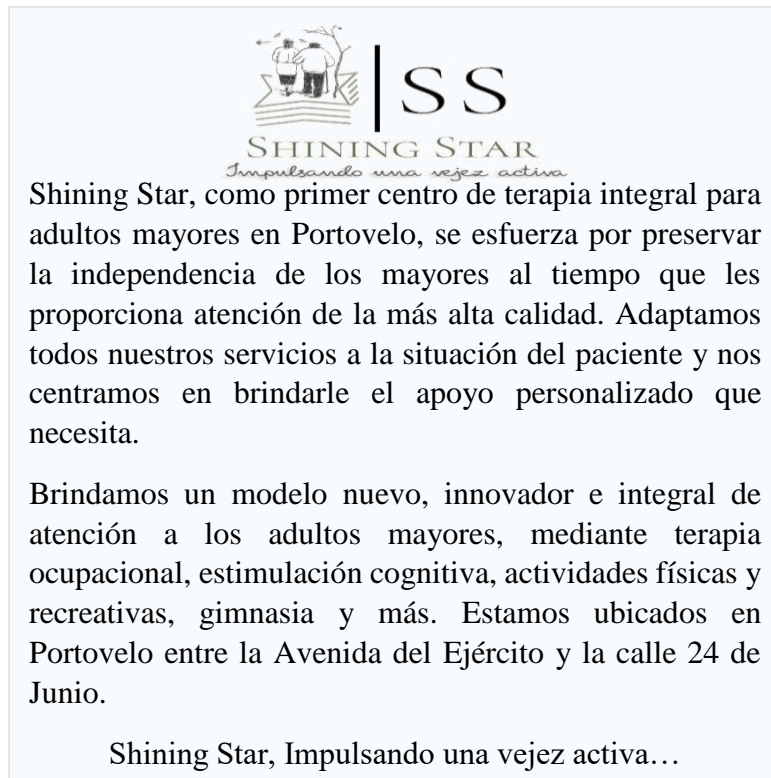 SS
SHINING STAR
Impulsando una vejez activa
Shining Star, como primer centro de terapia integral para
adultos mayores en Portovelo, se esfuerza por preservar
la independencia de los mayores al tiempo que les
proporciona atención de la más alta calidad. Adaptamos
todos nuestros servicios a la situación del paciente y nos
centramos en brindarle el apoyo personalizado que
necesita.
Brindamos un modelo nuevo, innovador e integral de
atención a los adultos mayores, mediante terapia
ocupacional, estimulación cognitiva, actividades físicas y
recreativas, gimnasia y más. Estamos ubicados en
Portovelo entre la Avenida del Ejército y la calle 24 de
Junio.
Shining Star, Impulsando una vejez activa…